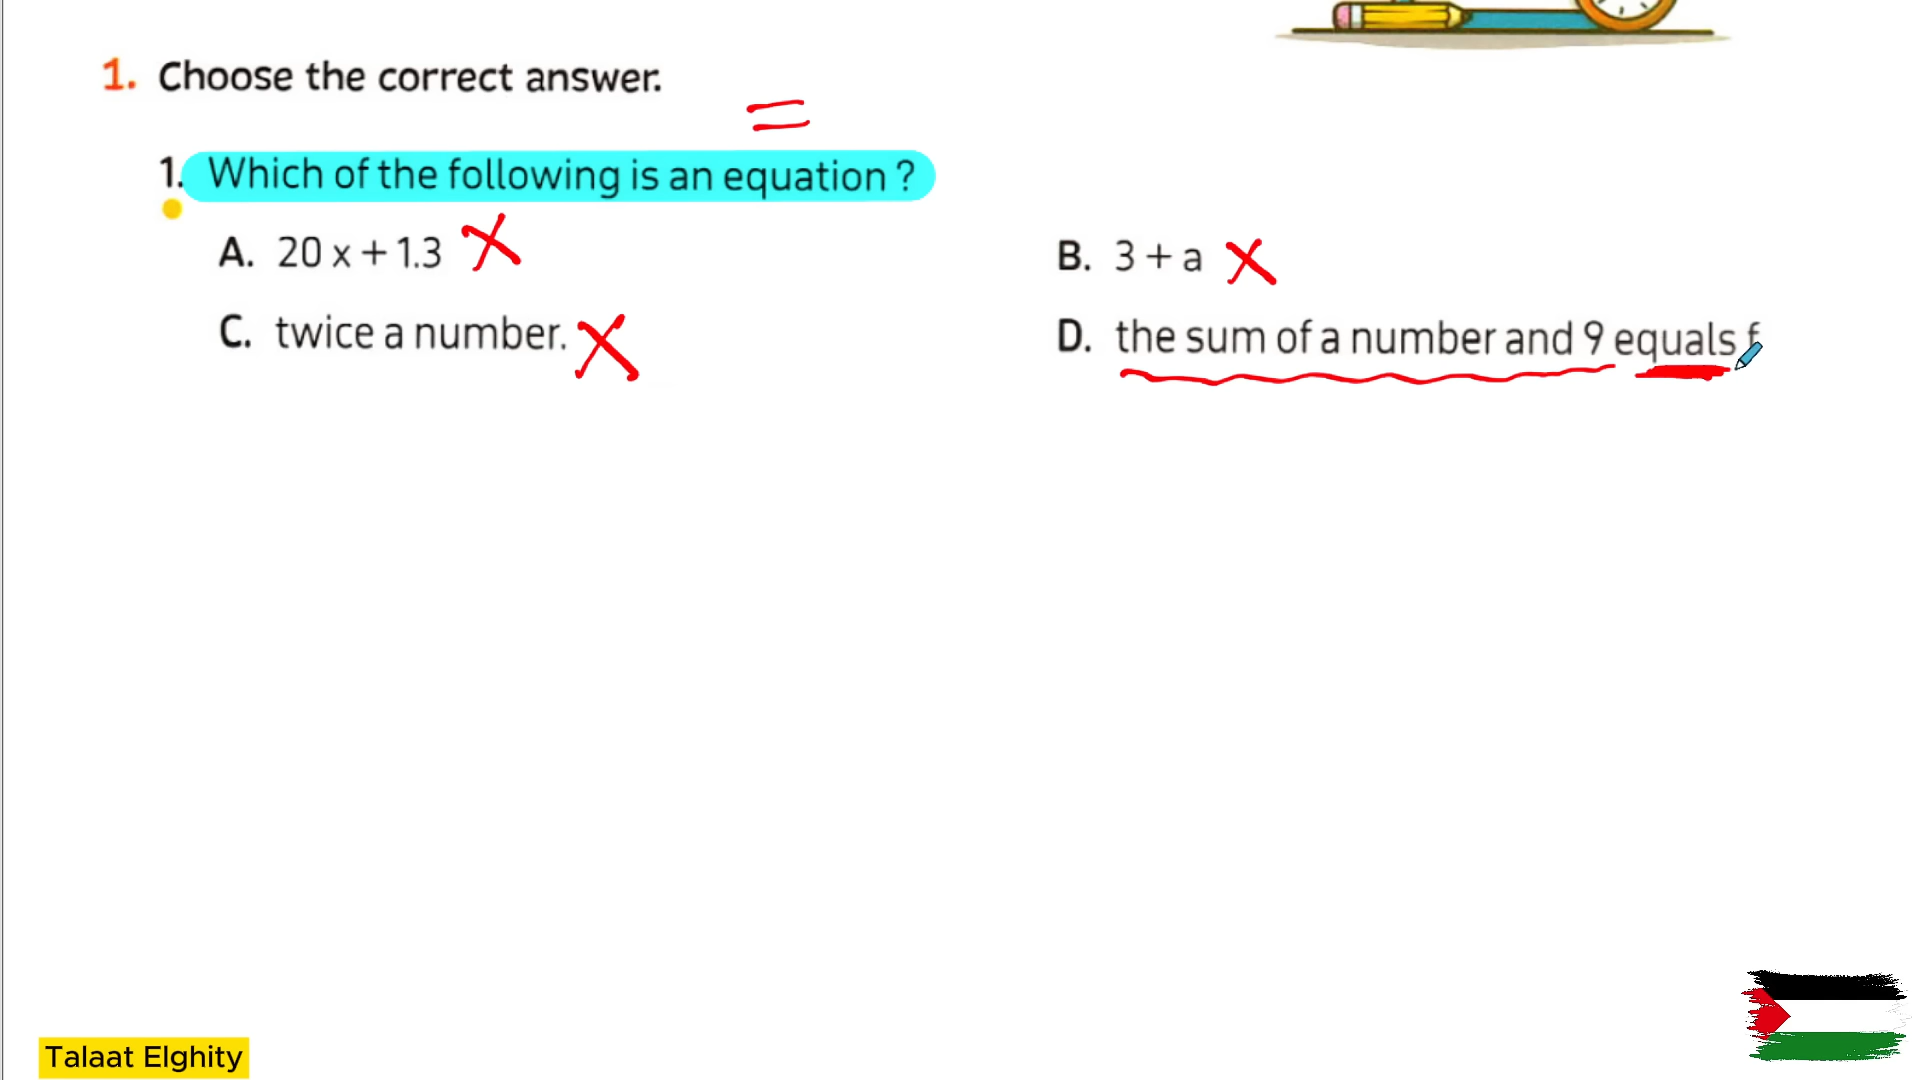 1. Choose the correct answer.
=
1. Which of the following is an equation ?
A. 20 x + 1.3 X
B. 3 + a X
C. twice a number. X
D. the sum of a number and 9 equals
Talaat Elghity